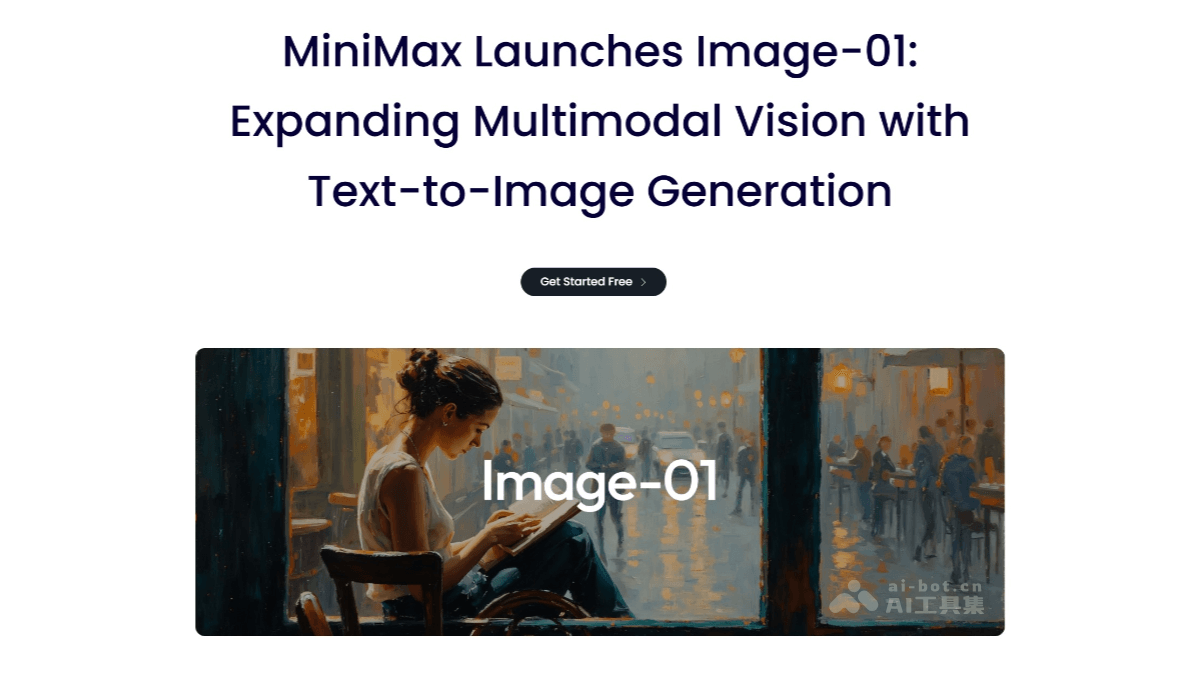 MiniMax Launches Image-01:
Expanding Multimodal Vision with
Text-to-Image Generation
Get Started Free
Image-01
ai-bot.cn
AI工具集